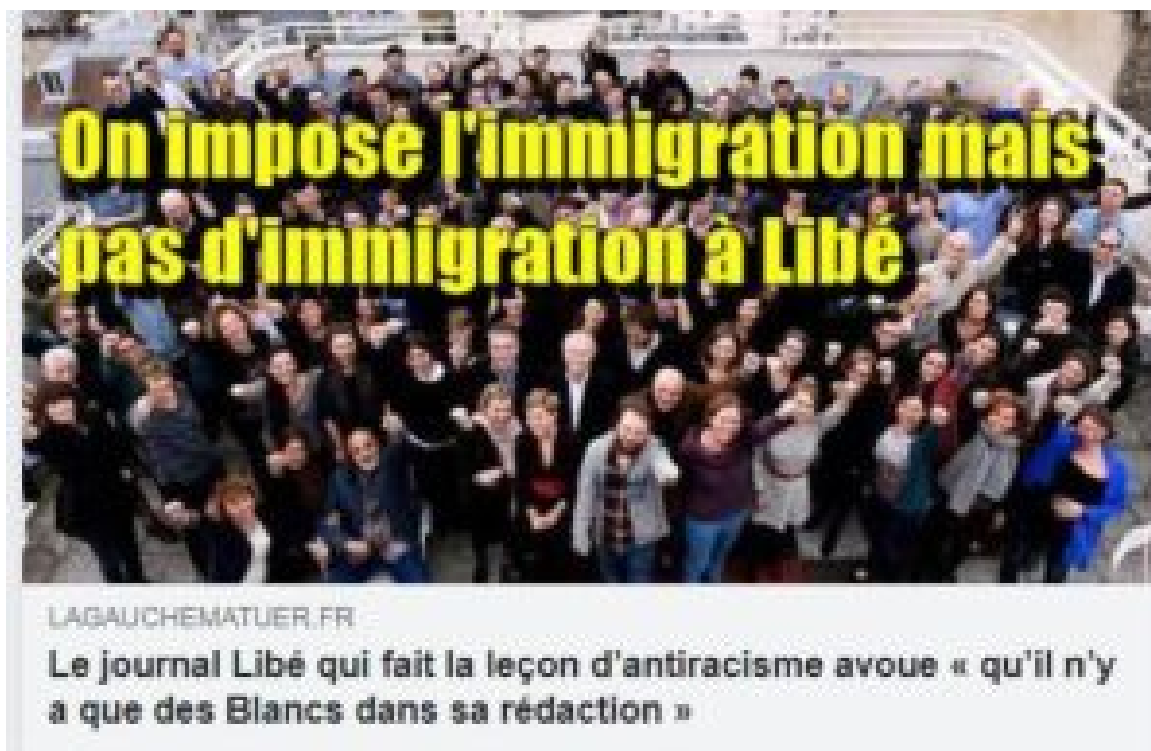 On impose l'immigration mais
pas d'immigration à Libé
LAGAUCHEMATUER.FR
Le journal Libé qui fait la leçon d'antiracisme avoue « qu'il n'y
a que des Blancs dans sa rédaction »